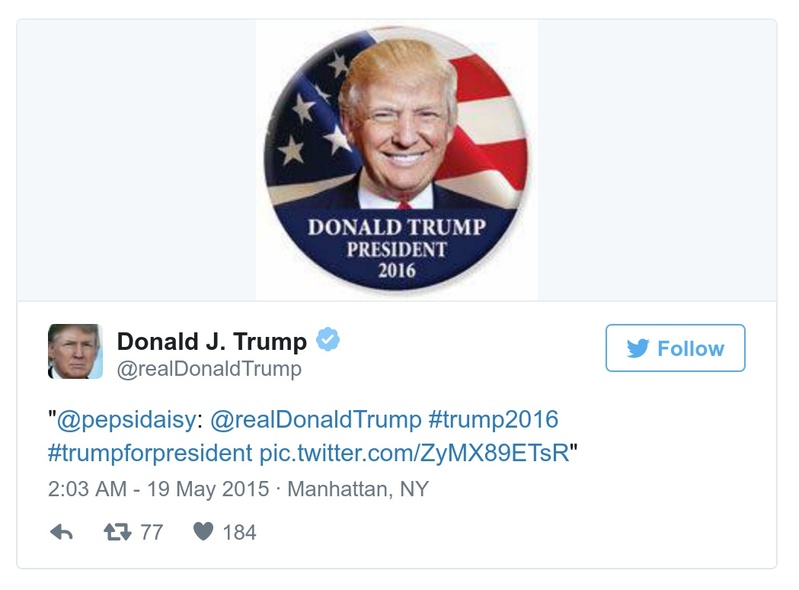 DONALD TRUMP
PRESIDENT
2016
Donald J. Trump
@realDonaldTrump
Follow
"@pepsidaisy: @realDonaldTrump #trump2016
#trumpforpresident pic.twitter.com/ZyMX89ETsR"
2:03 AM - 19 May 2015 · Manhattan, NY
77 184